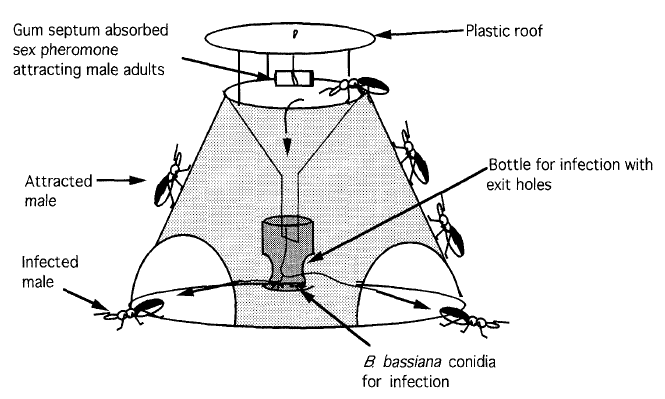 Gum septum absorbed
sex pheromone
attracting male adults
Plastic roof
Bottle for infection with
exit holes
Attracted
male
Infected
male
B. bassiana conidia
for infection